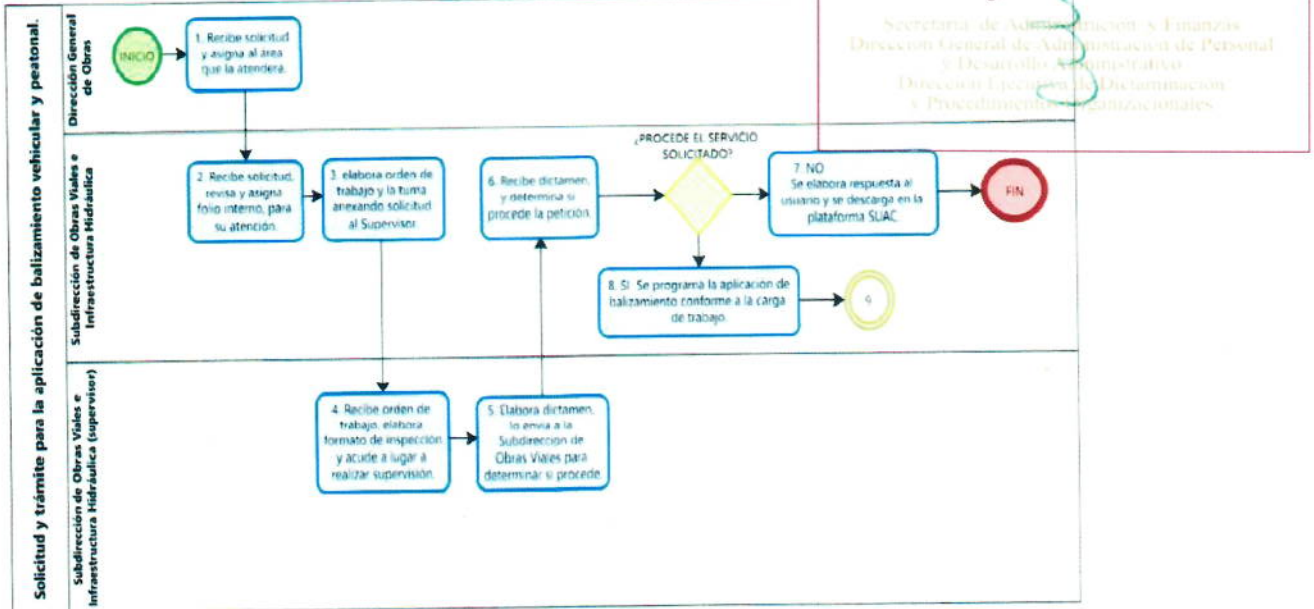 Solicitud y trámite para la aplicación de balizamiento vehicular y peatonal.
Dirección General
de Obras
INICIO
1. Recibe solicitud
y asigna al área
que la atenderá.
Secretaría de Administración y Finanzas
Dirección General de Administración de Personal
y Desarrollo Administrativo
Dirección Ejecutiva de Dictaminación
y Procedimientos Organizacionales
Subdirección de Obras Viales e
Infraestructura Hidráulica
2. Recibe solicitud,
revisa y asigna
folio interno, para
su atención.
3. elabora orden de
trabajo y la turna
anexando solicitud
al Supervisor.
6. Recibe dictamen,
y determina si
procede la petición.
¿PROCEDE EL SERVICIO
SOLICITADO?
7. NO
Se elabora respuesta al
usuario y se descarga en la
plataforma SUAC.
FIN
8. SI Se programa la aplicación de
balizamiento conforme a la carga
de trabajo.
9
Subdirección de Obras Viales e
Infraestructura Hidráulica (supervisor)
4. Recibe orden de
trabajo, elabora
formato de inspección
y acude a lugar a
realizar supervisión.
5. Elabora dictamen,
lo envía a la
Subdirección de
Obras Viales para
determinar si procede.